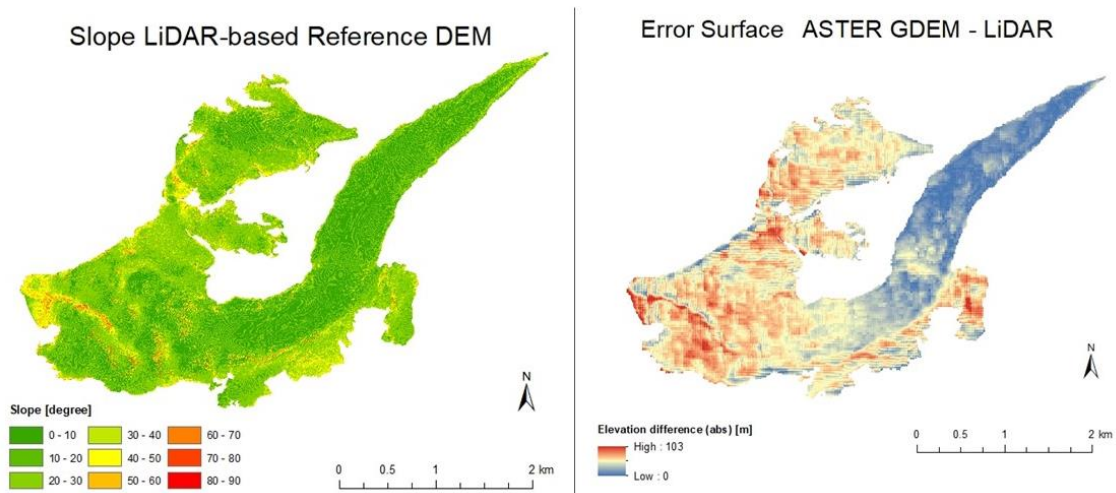 Slope LiDAR-based Reference DEM
N
Slope [degree]
0 - 10
30 - 40
60 - 70
10 - 20
40 - 50
70 - 80
20 - 30
50 - 60
80 - 90
0 0.5 1 2 km
Error Surface ASTER GDEM - LiDAR
N
Elevation difference (abs) [m]
High : 103
Low : 0
0 0.5 1 2 km